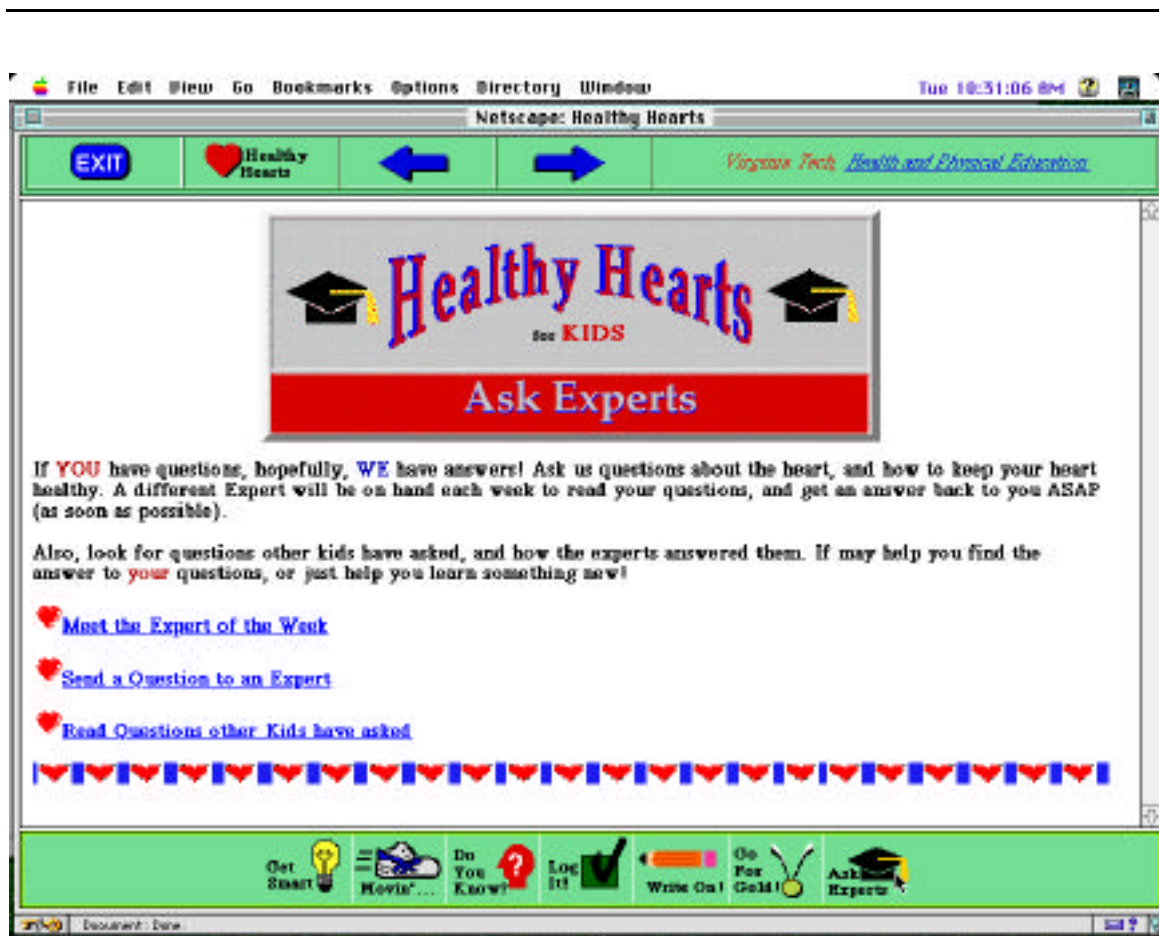 File Edit View Go Bookmarks Options Directory Window Tue 10:31:06 AM
Netscape: Healthy Hearts
EXIT
Healthy
Hearts
Virginia Tech, Health and Physical Education
Healthy Hearts
for KIDS
Ask Experts
If YOU have questions, hopefully, WE have answers! Ask us questions about the heart, and how to keep your heart
healthy. A different Expert will be on hand each week to read your questions, and get an answer back to you ASAP
(as soon as possible).
Also, look for questions other kids have asked, and how the experts answered them. If may help you find the
answer to your questions, or just help you learn something new!
Meet the Expert of the Week
Send a Question to an Expert
Read Questions other Kids have asked
Get
Smart
Movin'...
Do
You
Know?
Log
It!
Write On!
Go
For
Gold!
Ask
Experts
Document: Done.